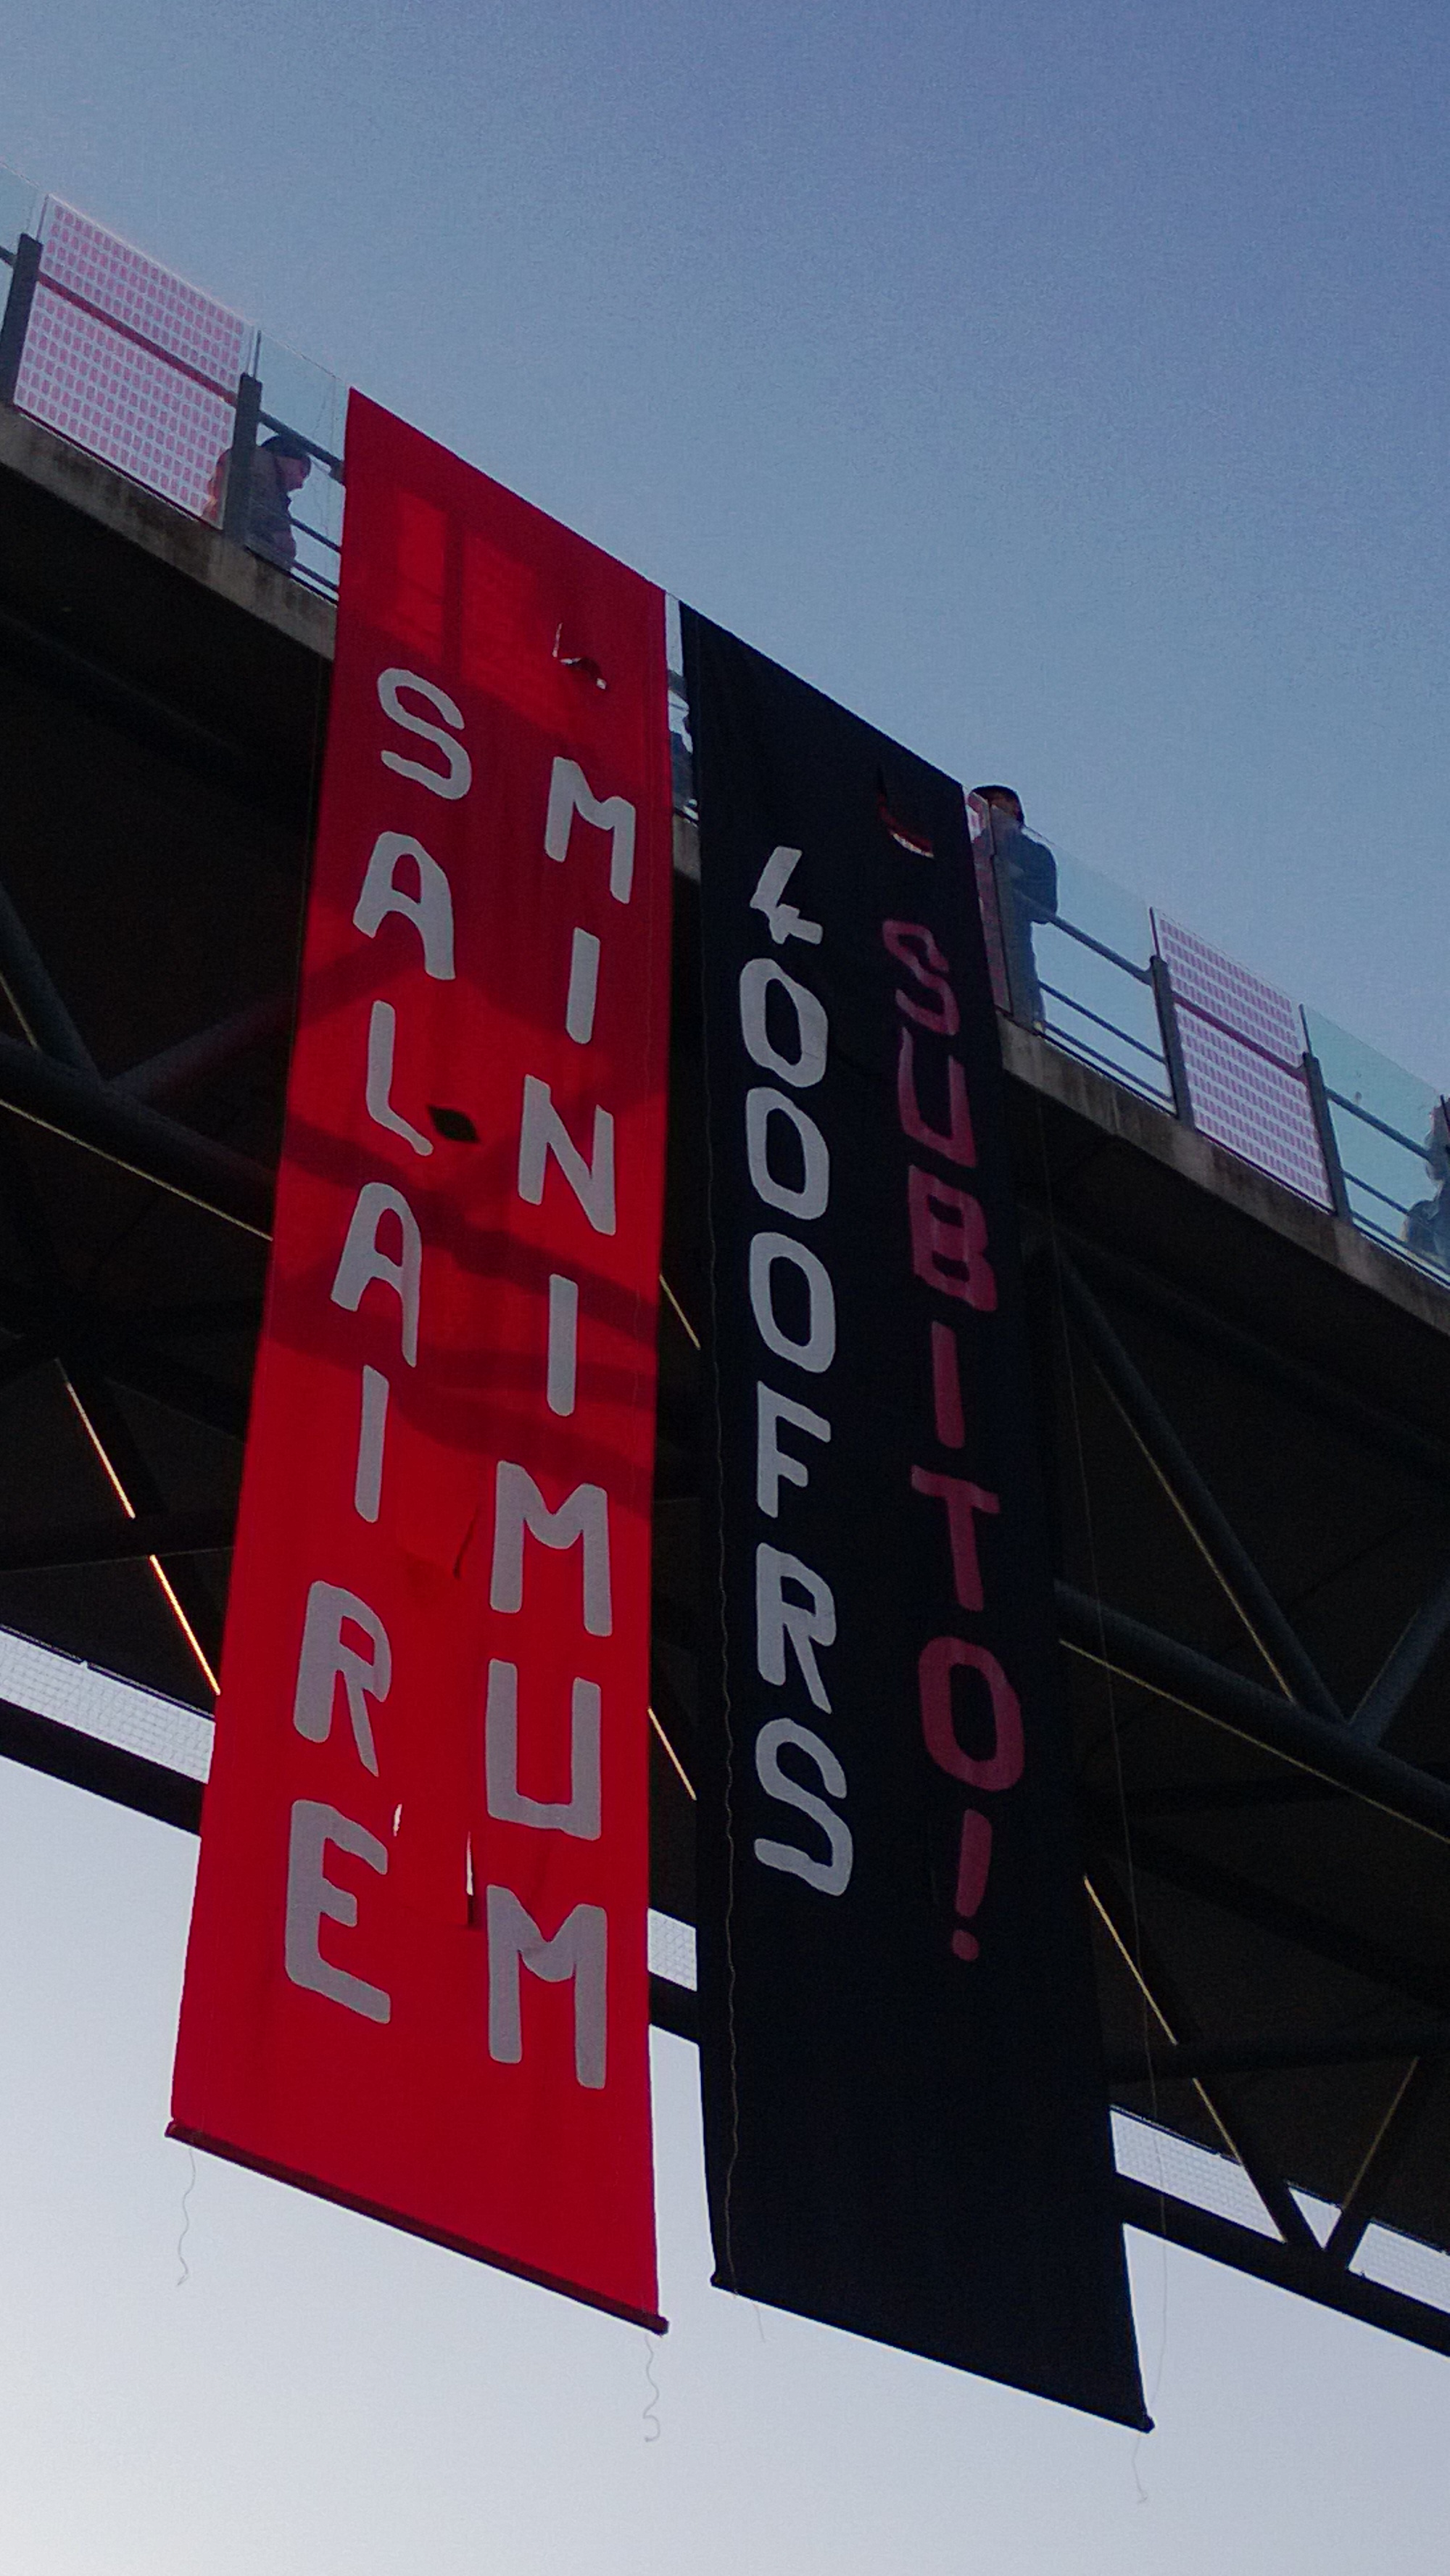 SALAIRE
MINIMUM
4000FRS
SUBITO!